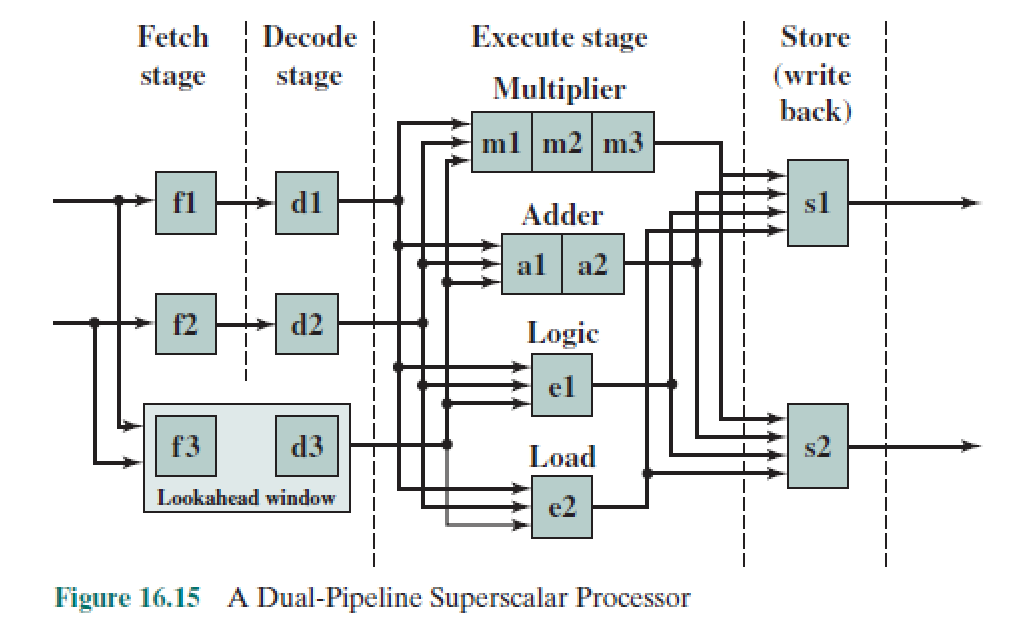 Fetch
stage
Decode
stage
Execute stage
Store
(write
back)
Multiplier
m1 m2 m3
f1
d1
s1
Adder
a1 a2
f2
d2
Logic
e1
f3
d3
Lookahead window
Load
e2
s2
Figure 16.15 A Dual-Pipeline Superscalar Processor